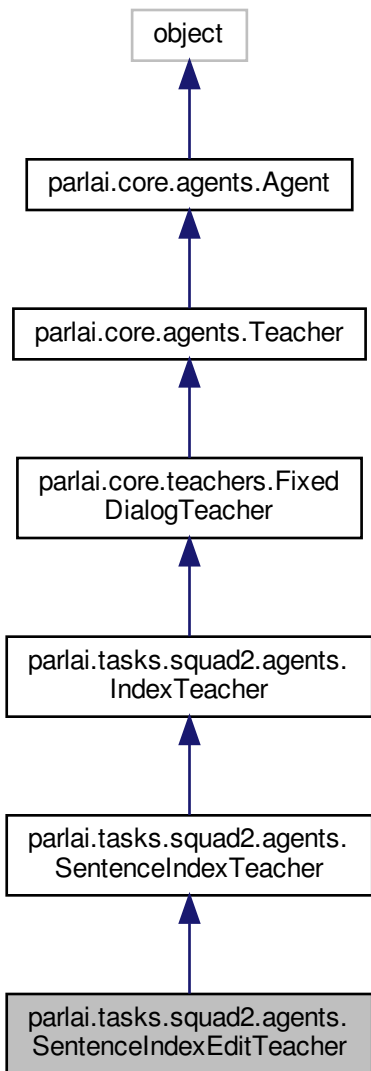 object
parlai.core.agents.Agent
parlai.core.agents.Teacher
parlai.core.teachers.Fixed
DialogTeacher
parlai.tasks.squad2.agents.
IndexTeacher
parlai.tasks.squad2.agents.
SentenceIndexTeacher
parlai.tasks.squad2.agents.
SentenceIndexEditTeacher